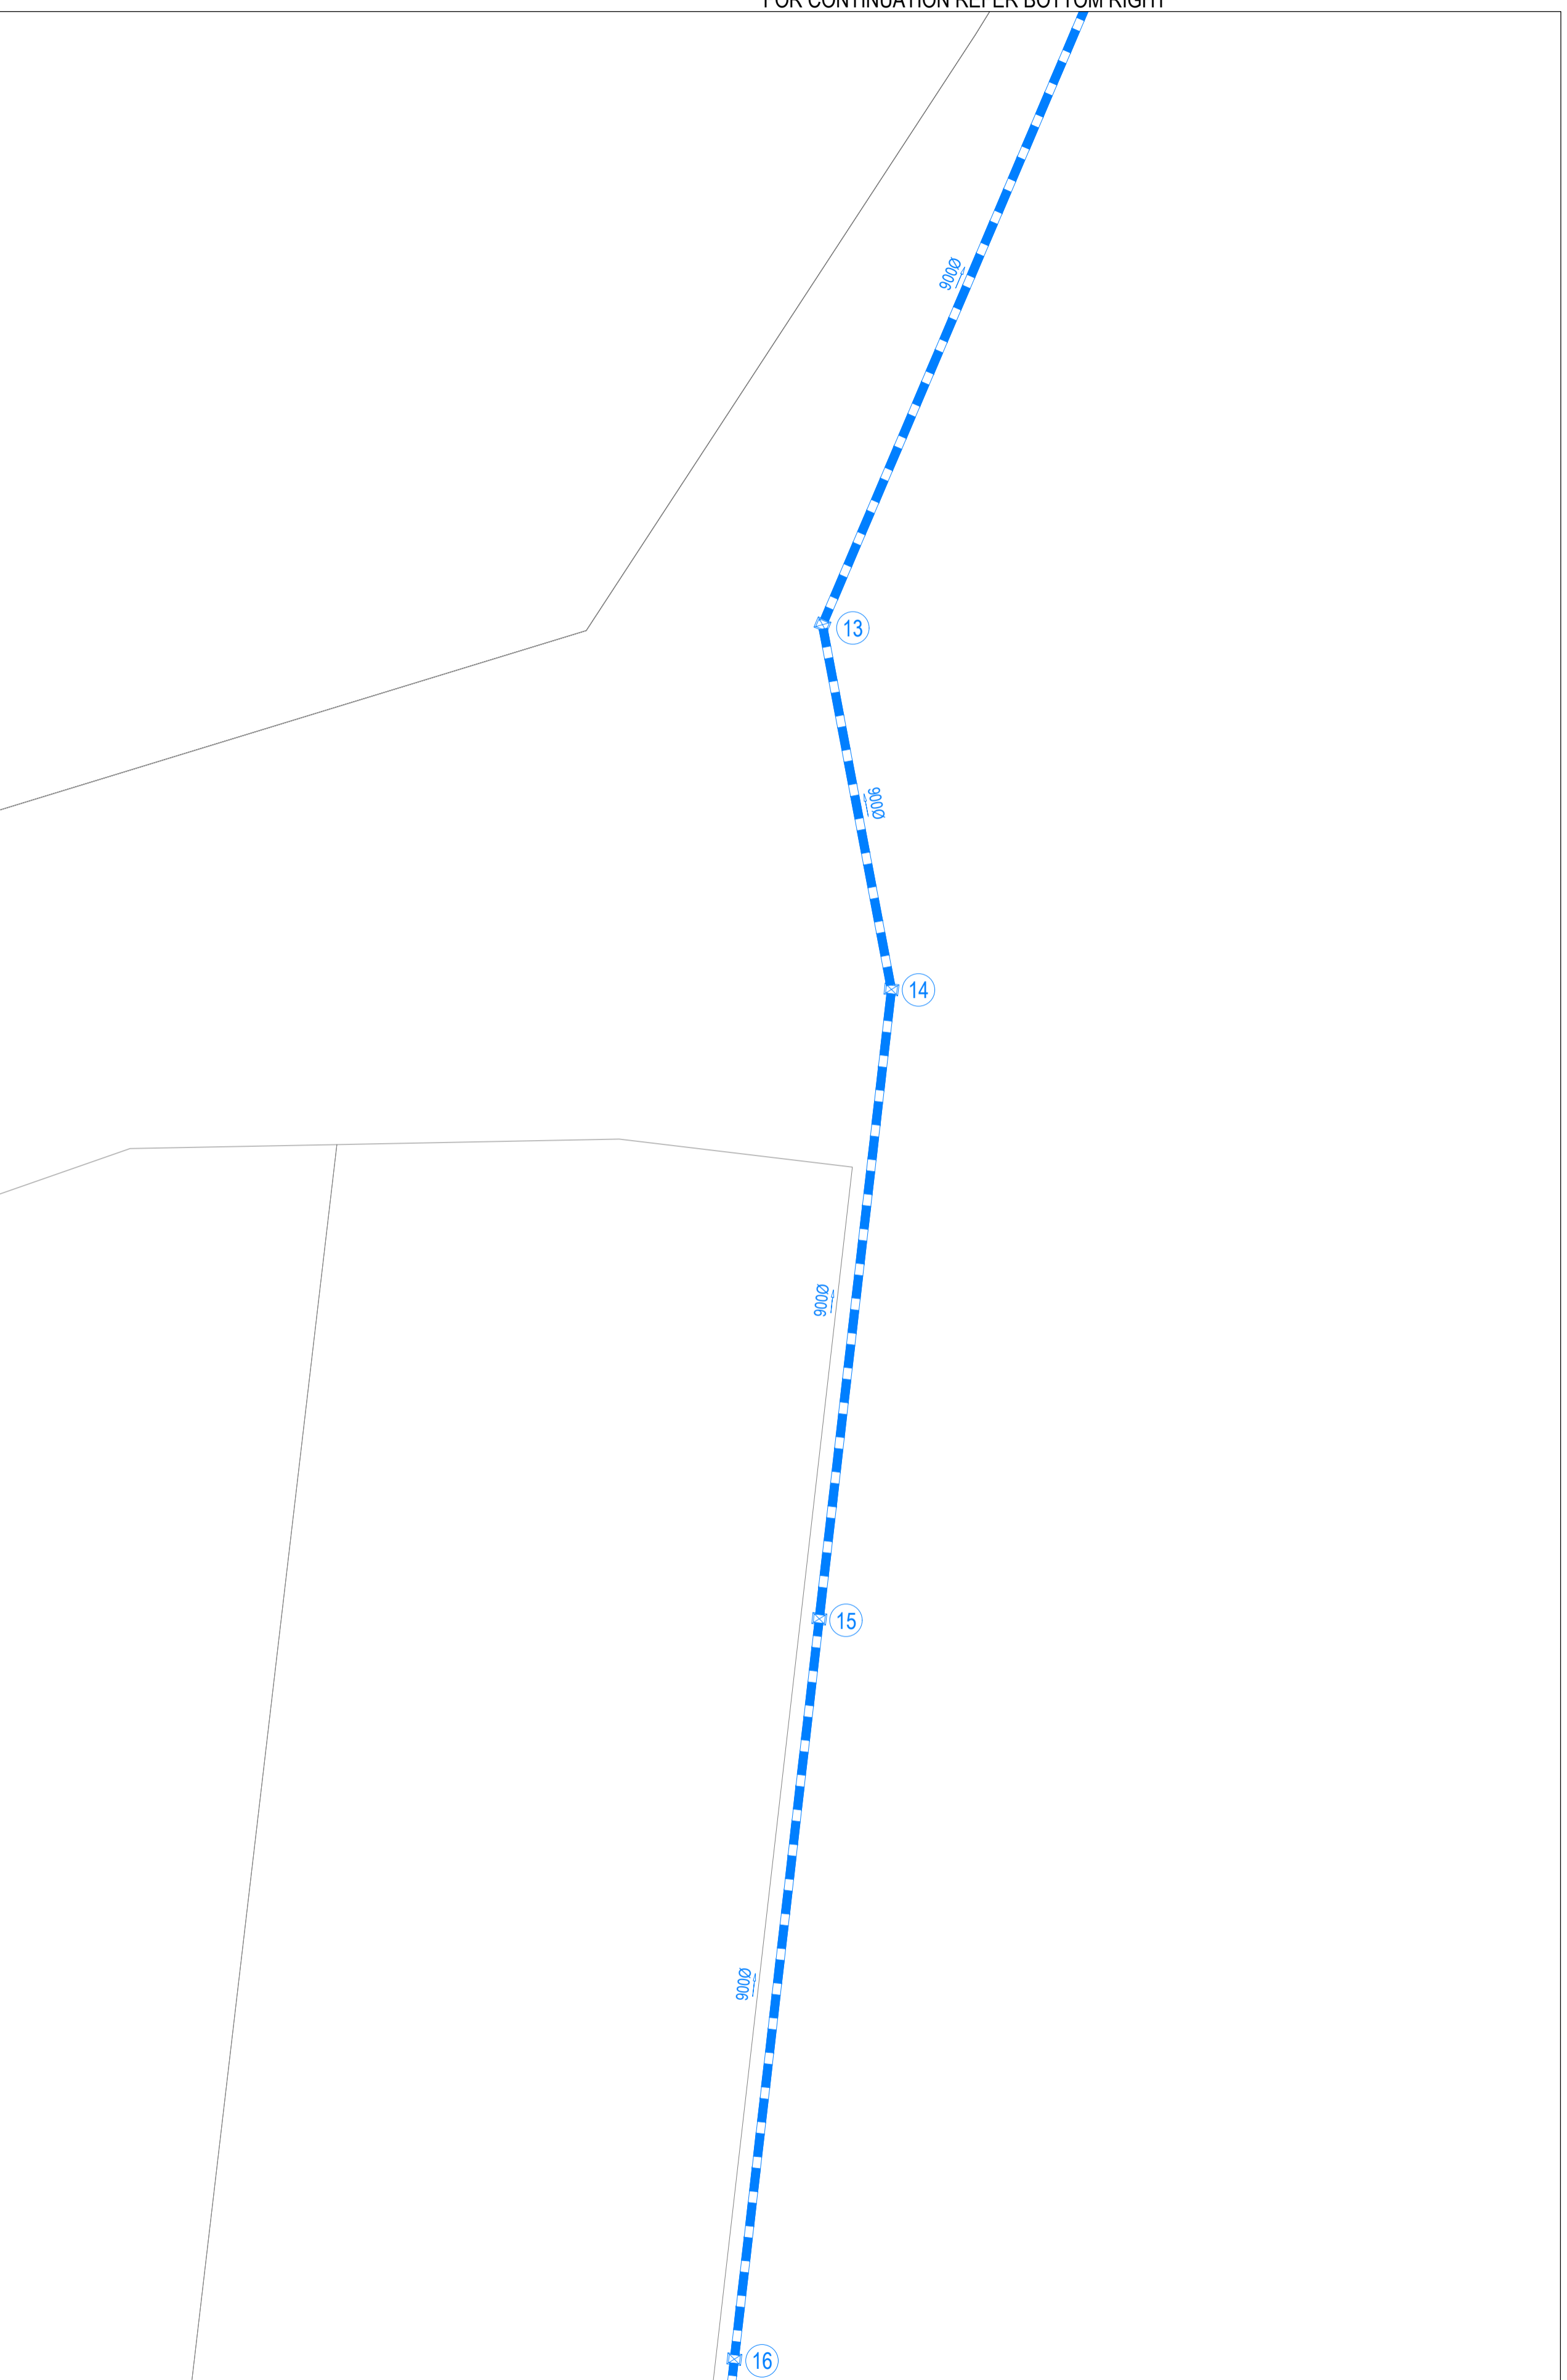 FOR CONTINUATION REFER BOTTOM RIGHT
900Ø
13
900Ø
14
900Ø
15
900Ø
16